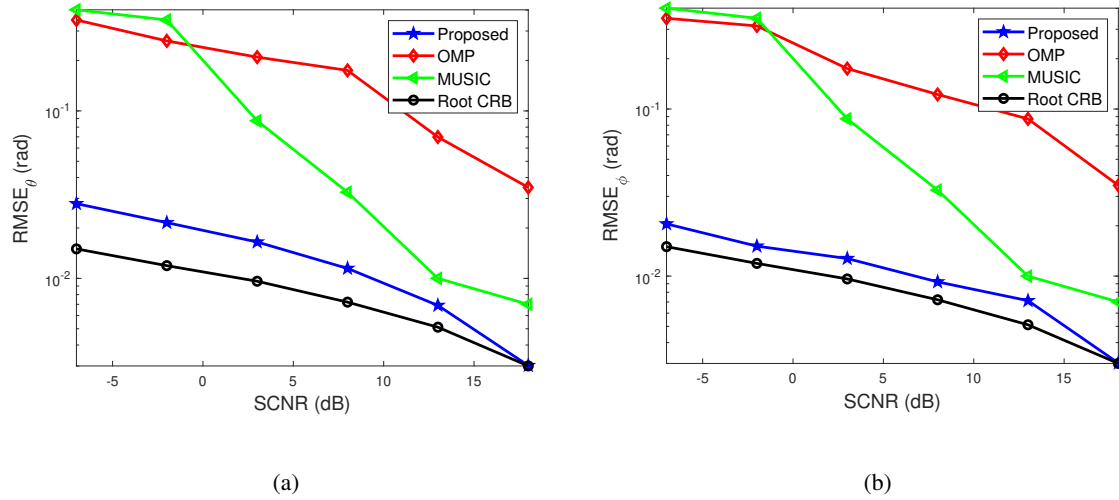 Proposed
OMP
MUSIC
Root CRB
10^-1
10^-2
RMSE_θ (rad)
-5 0 5 10 15
SCNR (dB)
(a)
Proposed
OMP
MUSIC
Root CRB
10^-1
10^-2
RMSE_ϕ (rad)
-5 0 5 10 15
SCNR (dB)
(b)